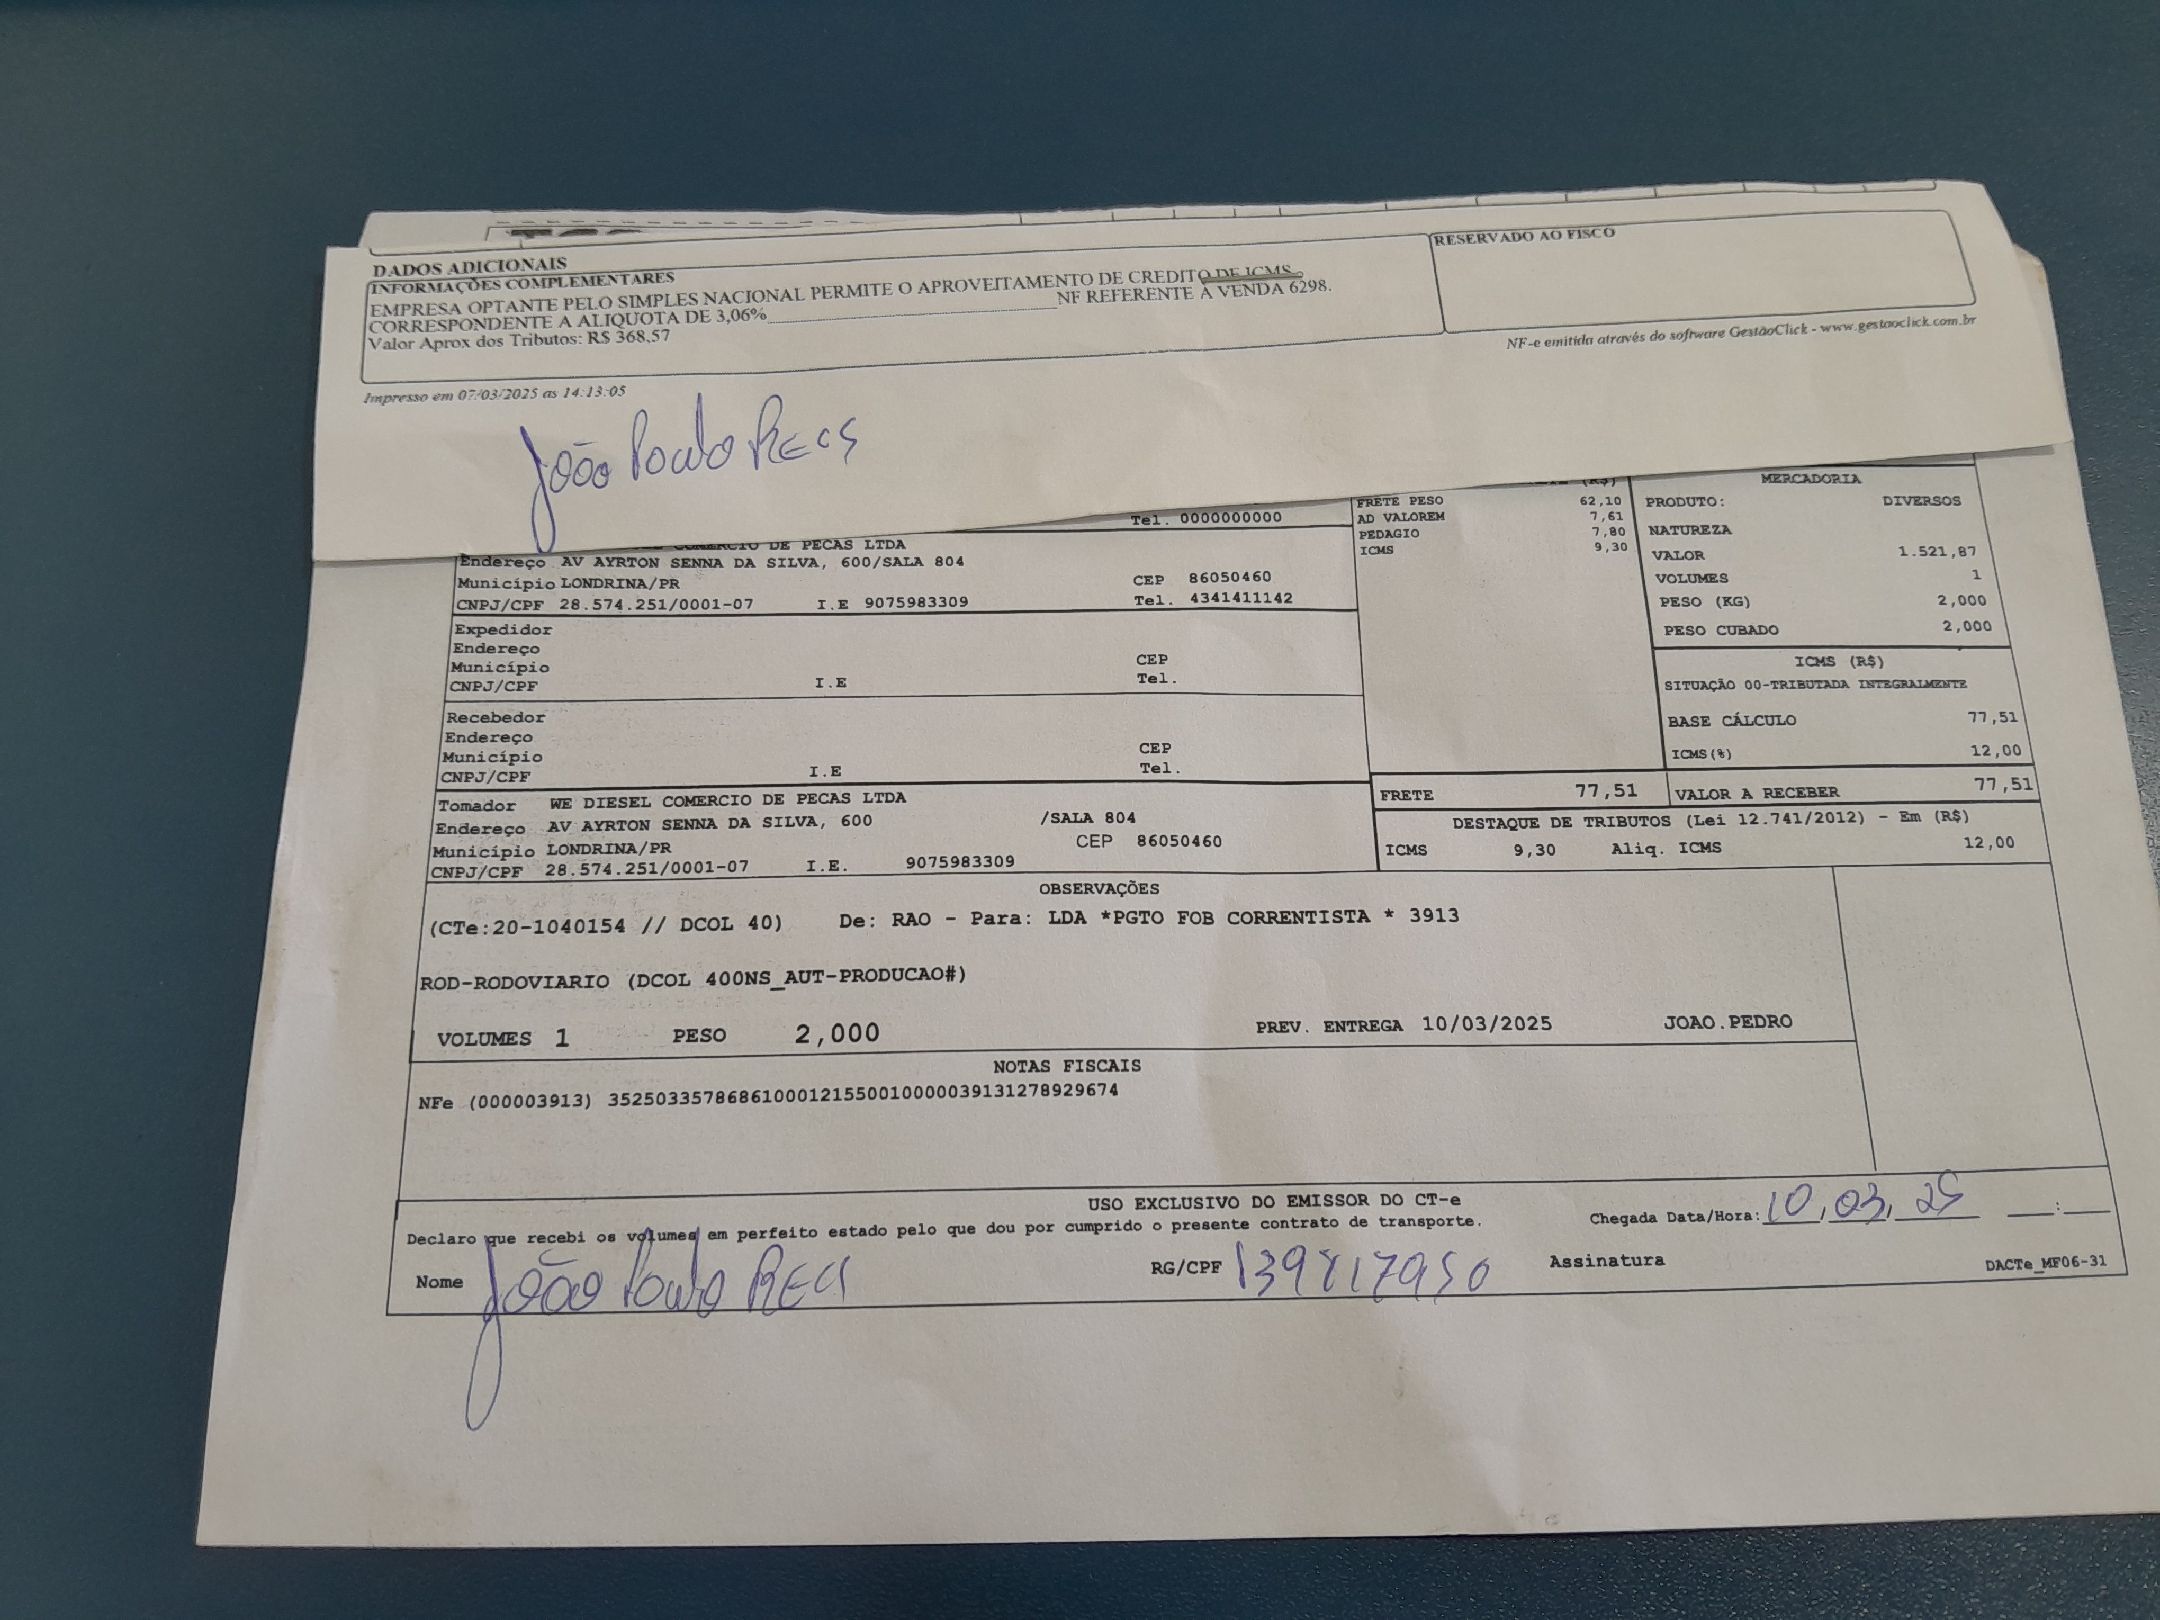 DADOS ADICIONAIS
INFORMAÇÕES COMPLEMENTARES
EMPRESA OPTANTE PELO SIMPLES NACIONAL PERMITE O APROVEITAMENTO DE CREDITO DE ICMS
CORRESPONDENTE A ALIQUOTA DE 3,06% NF REFERENTE A VENDA 6298.
Valor Aprox dos Tributos: R$ 368,57
RESERVADO AO FISCO
NF-e emitida através do software GestãoClick - www.gestaoclick.com.br
Impresso em 07/03/2025 as 14:13:05
João Paulo
Tel. 0000000000
COMERCIO DE PECAS LTDA
Endereço AV AYRTON SENNA DA SILVA, 600/SALA 804
Município LONDRINA/PR CEP 86050460
CNPJ/CPF 28.574.251/0001-07 I.E 9075983309 Tel. 4341411142
Expedidor
Endereço
Município CEP
CNPJ/CPF I.E Tel.
Recebedor
Endereço
Município CEP
CNPJ/CPF I.E Tel.
Tomador WE DIESEL COMERCIO DE PECAS LTDA
Endereço AV AYRTON SENNA DA SILVA, 600 /SALA 804
Município LONDRINA/PR CEP 86050460
CNPJ/CPF 28.574.251/0001-07 I.E. 9075983309
(R$)
FRETE PESO 62,10
AD VALOREM 7,61
PEDAGIO 7,80
ICMS 9,30
MERCADORIA
PRODUTO: DIVERSOS
NATUREZA
VALOR 1.521,87
VOLUMES 1
PESO (KG) 2,000
PESO CUBADO 2,000
ICMS (R$)
SITUAÇÃO 00-TRIBUTADA INTEGRALMENTE
BASE CÁLCULO 77,51
ICMS(%) 12,00
FRETE 77,51 VALOR A RECEBER 77,51
DESTAQUE DE TRIBUTOS (Lei 12.741/2012) - Em (R$)
ICMS 9,30 Aliq. ICMS 12,00
OBSERVAÇÕES
(CTe:20-1040154 // DCOL 40) De: RAO - Para: LDA *PGTO FOB CORRENTISTA * 3913
ROD-RODOVIARIO (DCOL 400NS_AUT-PRODUCAO#)
VOLUMES 1 PESO 2,000 PREV. ENTREGA 10/03/2025 JOAO.PEDRO
NOTAS FISCAIS
NFe (000003913) 35250335786861000121550010000039131278929674
USO EXCLUSIVO DO EMISSOR DO CT-e
Declaro que recebi os volumes em perfeito estado pelo que dou por cumprido o presente contrato de transporte. Chegada Data/Hora: 10, 03, 25 :
Nome João Paulo RG/CPF Assinatura DACTe_MF06-31